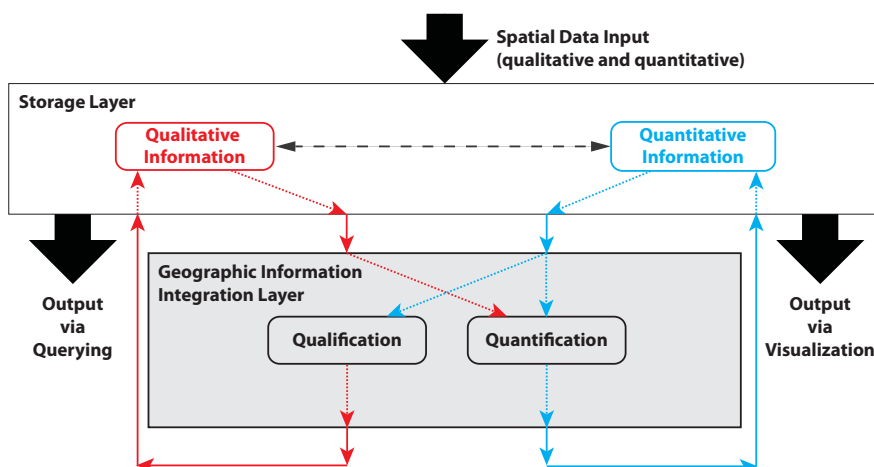 Spatial Data Input
(qualitative and quantitative)
Storage Layer
Qualitative
Information
Quantitative
Information
Geographic Information
Integration Layer
Qualification
Quantification
Output
via
Querying
Output
via
Visualization